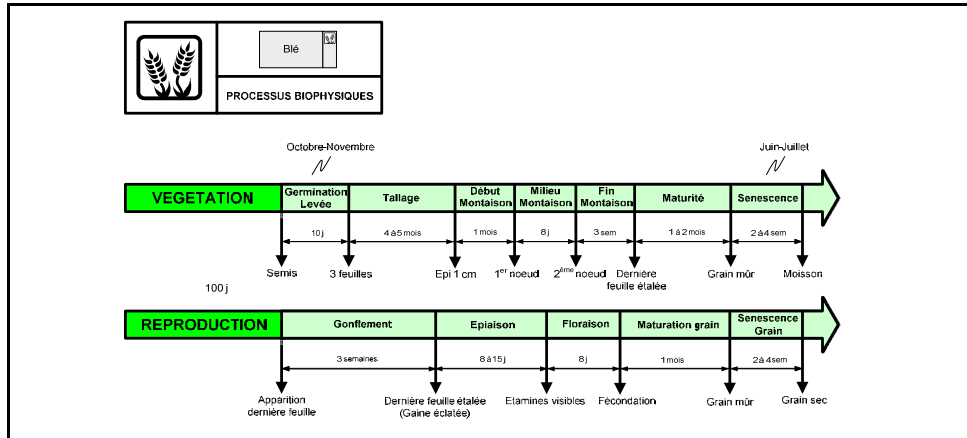 Blé
PROCESSUS BIOPHYSIQUES
Octobre-Novembre
Juin-Juillet
VEGETATION
Germination
Levée
Tallage
Début
Montaison
Milieu
Montaison
Fin
Montaison
Maturité
Senescence
10 j
4 à 5 mois
1 mois
8 j
3 sem
1 à 2 mois
2 à 4 sem
Semis
3 feuilles
Epi 1 cm
1er noeud
2ème noeud
Dernière
feuille étalée
Grain mûr
Moisson
100 j
REPRODUCTION
Gonflement
Epiaison
Floraison
Maturation grain
Senescence
Grain
3 semaines
8 à 15 j
8 j
1 mois
2 à 4 sem
Apparition
dernière feuille
Dernière feuille étalée
(Gaine éclatée)
Etamines visibles
Fécondation
Grain mûr
Grain sec